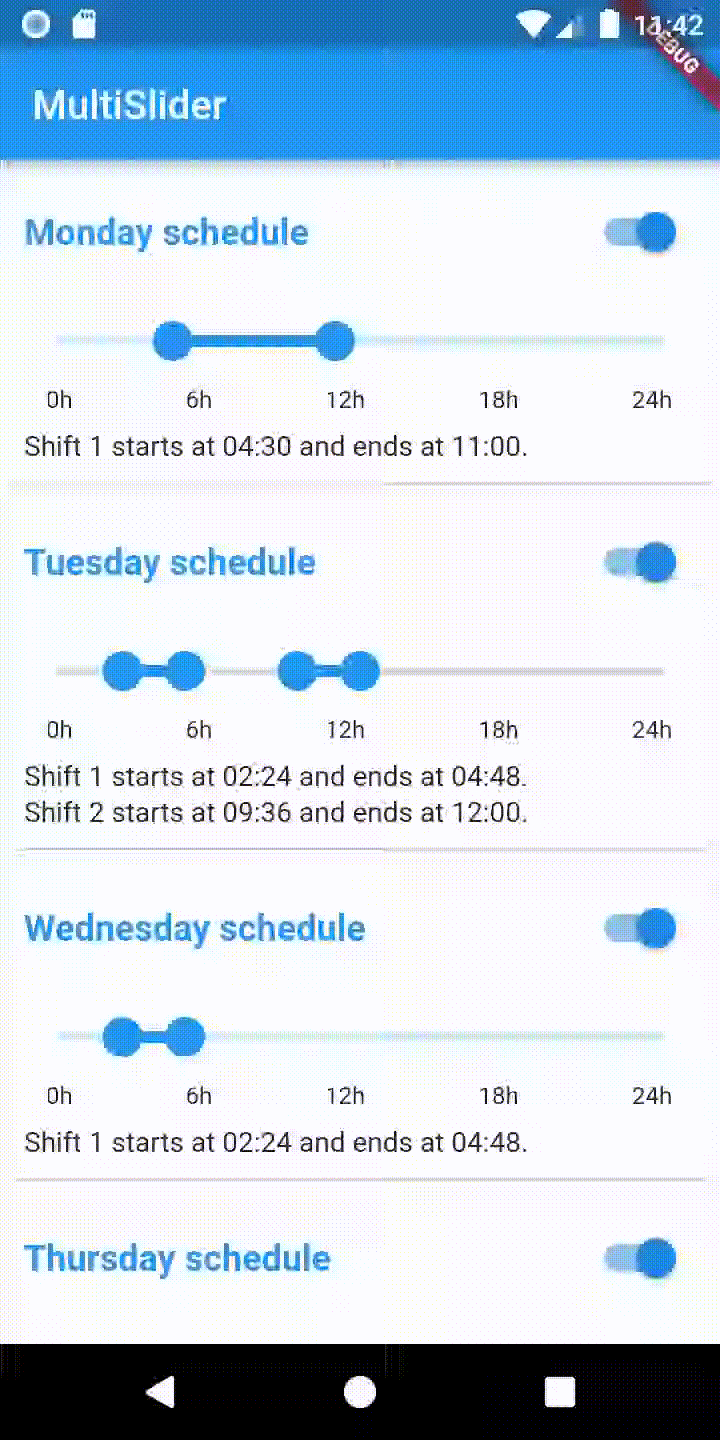 11:42
DEBUG
MultiSlider
Monday schedule
0h 6h 12h 18h 24h
Shift 1 starts at 04:30 and ends at 11:00.
Tuesday schedule
0h 6h 12h 18h 24h
Shift 1 starts at 02:24 and ends at 04:48.
Shift 2 starts at 09:36 and ends at 12:00.
Wednesday schedule
0h 6h 12h 18h 24h
Shift 1 starts at 02:24 and ends at 04:48.
Thursday schedule